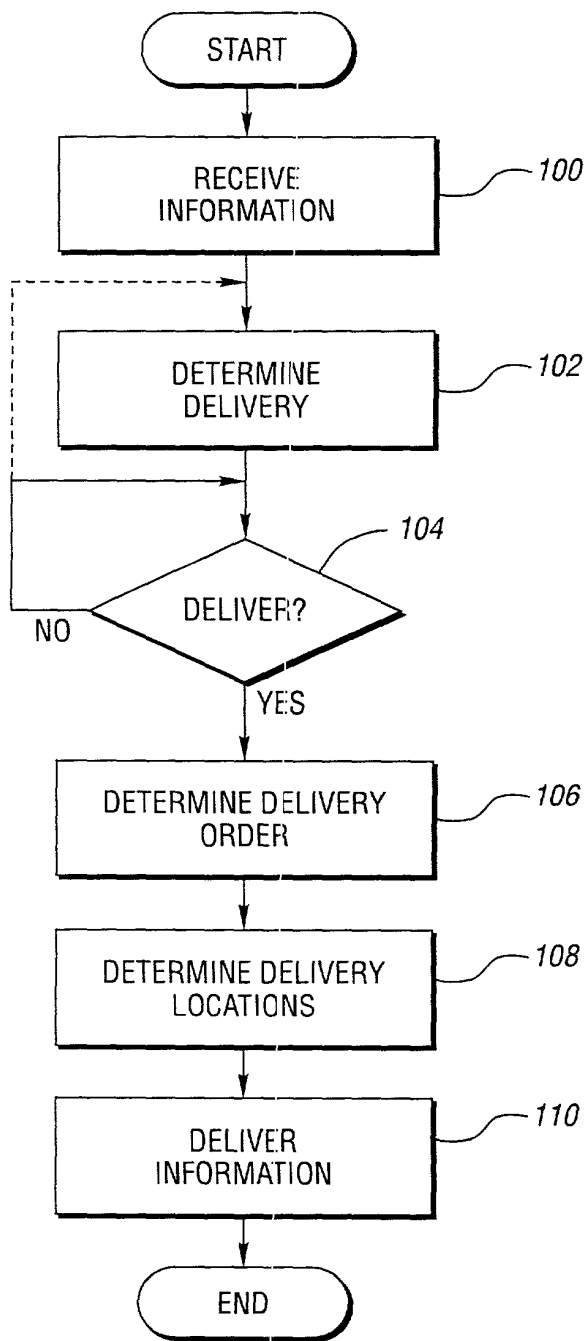 START
RECEIVE
INFORMATION
100
DETERMINE
DELIVERY
102
104
DELIVER?
NO
YES
DETERMINE DELIVERY
ORDER
106
DETERMINE DELIVERY
LOCATIONS
108
DELIVER
INFORMATION
110
END